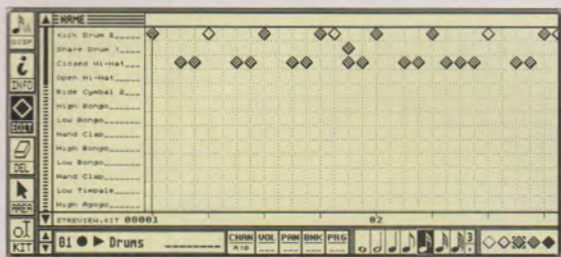 NAME
DISP
Kick Drum 2
Snare Drum 1
Closed Hi-Hat
INFO
Open Hi-Hat
Ride Cymbal 2
EDIT
High Bongo
Low Bongo
Hand Clap
High Bongo
DEL
Low Bongo
Hand Clap
Low Timbale
AREA
High Agogo
STREVIEW.KIT 00001 02
KIT
01 Drums CHAN VOL PAN BNK PRG
A10 3